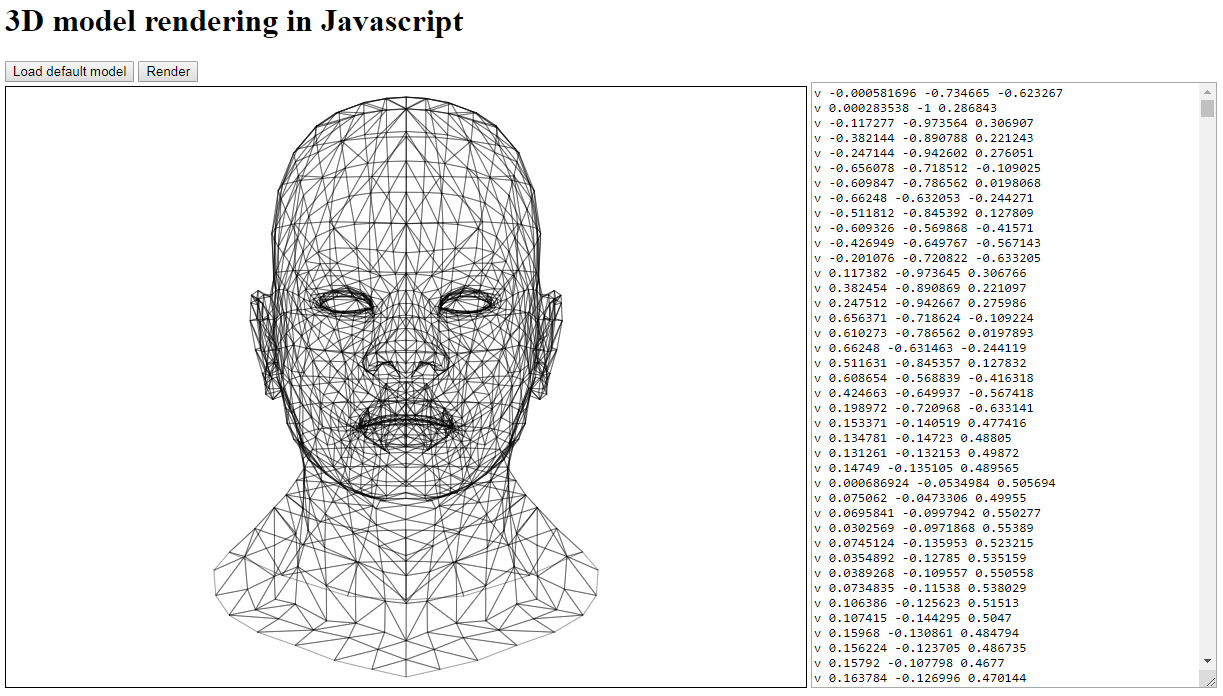 3D model rendering in Javascript
Load default model Render
v -0.000581696 -0.734665 -0.623267
v 0.000283538 -1 0.286843
v -0.117277 -0.973564 0.306907
v -0.382144 -0.890788 0.221243
v -0.247144 -0.942602 0.276051
v -0.656078 -0.718512 -0.109025
v -0.609847 -0.786562 0.0198068
v -0.66248 -0.632053 -0.244271
v -0.511812 -0.845392 0.127809
v -0.609326 -0.569868 -0.41571
v -0.426949 -0.649767 -0.567143
v -0.201076 -0.720822 -0.633205
v 0.117382 -0.973645 0.306766
v 0.382454 -0.890869 0.221097
v 0.247512 -0.942667 0.275986
v 0.656371 -0.718624 -0.109224
v 0.610273 -0.786562 0.0197893
v 0.66248 -0.631463 -0.244119
v 0.511631 -0.845357 0.127832
v 0.608654 -0.568839 -0.416318
v 0.424663 -0.649937 -0.567418
v 0.198972 -0.720968 -0.633141
v 0.153371 -0.140519 0.477416
v 0.134781 -0.14723 0.48805
v 0.131261 -0.132153 0.49872
v 0.14749 -0.135105 0.489565
v 0.000686924 -0.0534984 0.505694
v 0.075062 -0.0473306 0.49955
v 0.0695841 -0.0997942 0.550277
v 0.0302569 -0.0971868 0.55389
v 0.0745124 -0.135953 0.523215
v 0.0354892 -0.12785 0.535159
v 0.0389268 -0.109557 0.550558
v 0.0734835 -0.11538 0.538029
v 0.106386 -0.125623 0.51513
v 0.107415 -0.144295 0.5047
v 0.15968 -0.130861 0.484794
v 0.156224 -0.123705 0.486735
v 0.15792 -0.107798 0.4677
v 0.163784 -0.126996 0.470144